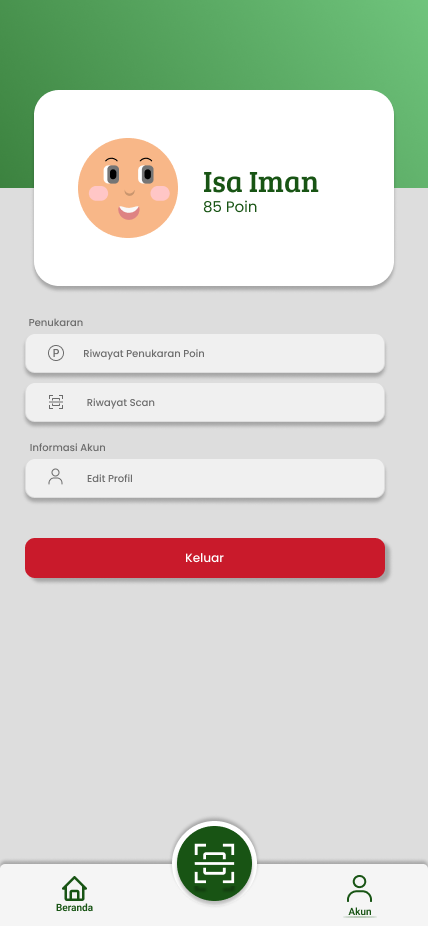 Isa Iman
85 Poin
Penukaran
P
Riwayat Penukaran Poin
Riwayat Scan
Informasi Akun
Edit Profil
Keluar
Beranda
Akun